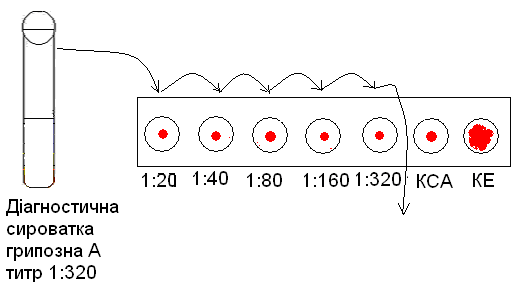 1:20 1:40 1:80 1:160 1:320 КСА КЕ
Діагностична
сироватка
грипозна А
титр 1:320